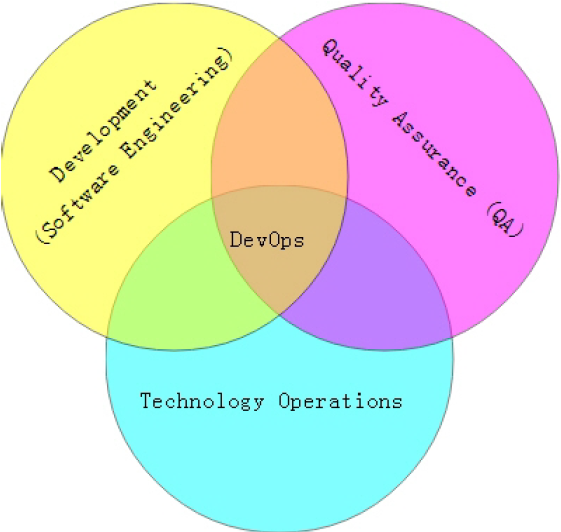 Development
(Software Engineering)
Quality Assurance (QA)
DevOps
Technology Operations